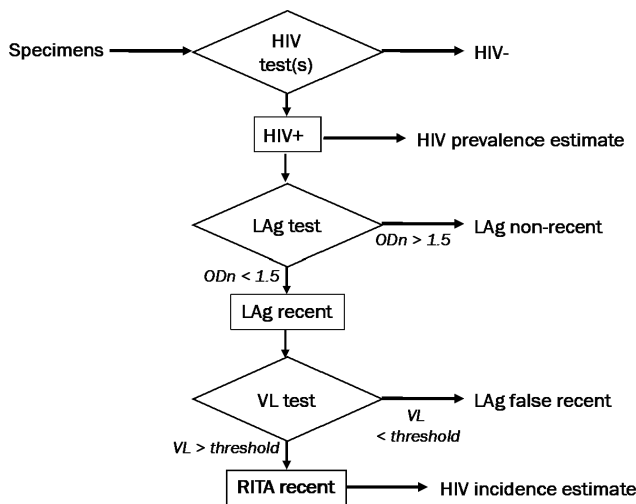 Specimens
HIV
test(s)
HIV-
HIV+
HIV prevalence estimate
LAg test
LAg non-recent
ODn > 1.5
ODn < 1.5
LAg recent
VL test
LAg false recent
VL
< threshold
VL > threshold
RITA recent
HIV incidence estimate